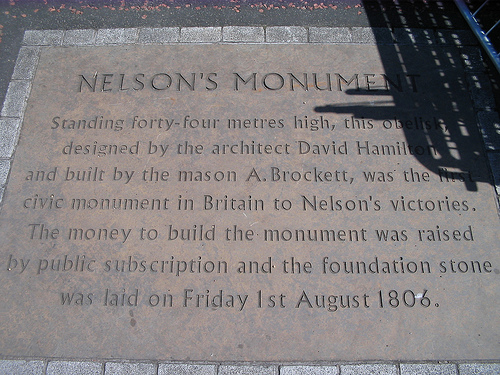 NELSON'S MONUMENT
Standing forty-four metres high, this obelisk,
designed by the architect David Hamilton
and built by the mason A. Brockett, was the first
civic monument in Britain to Nelson's victories.
The money to build the monument was raised
by public subscription and the foundation stone
was laid on Friday 1st August 1806.